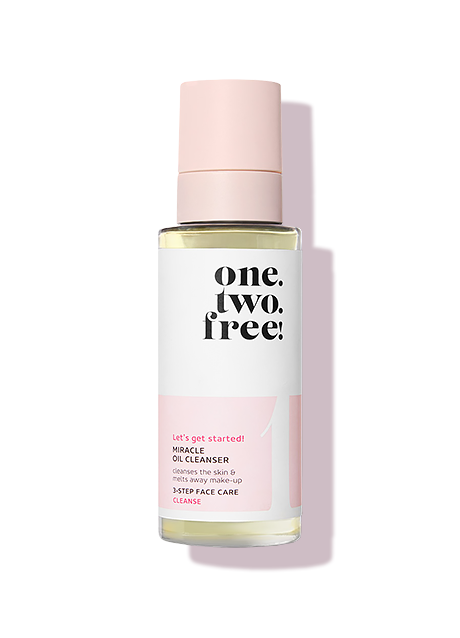 one.
two.
free!
Let's get started!
MIRACLE
OIL CLEANSER
cleanses the skin &
melts away make-up
3-STEP FACE CARE
CLEANSE
1